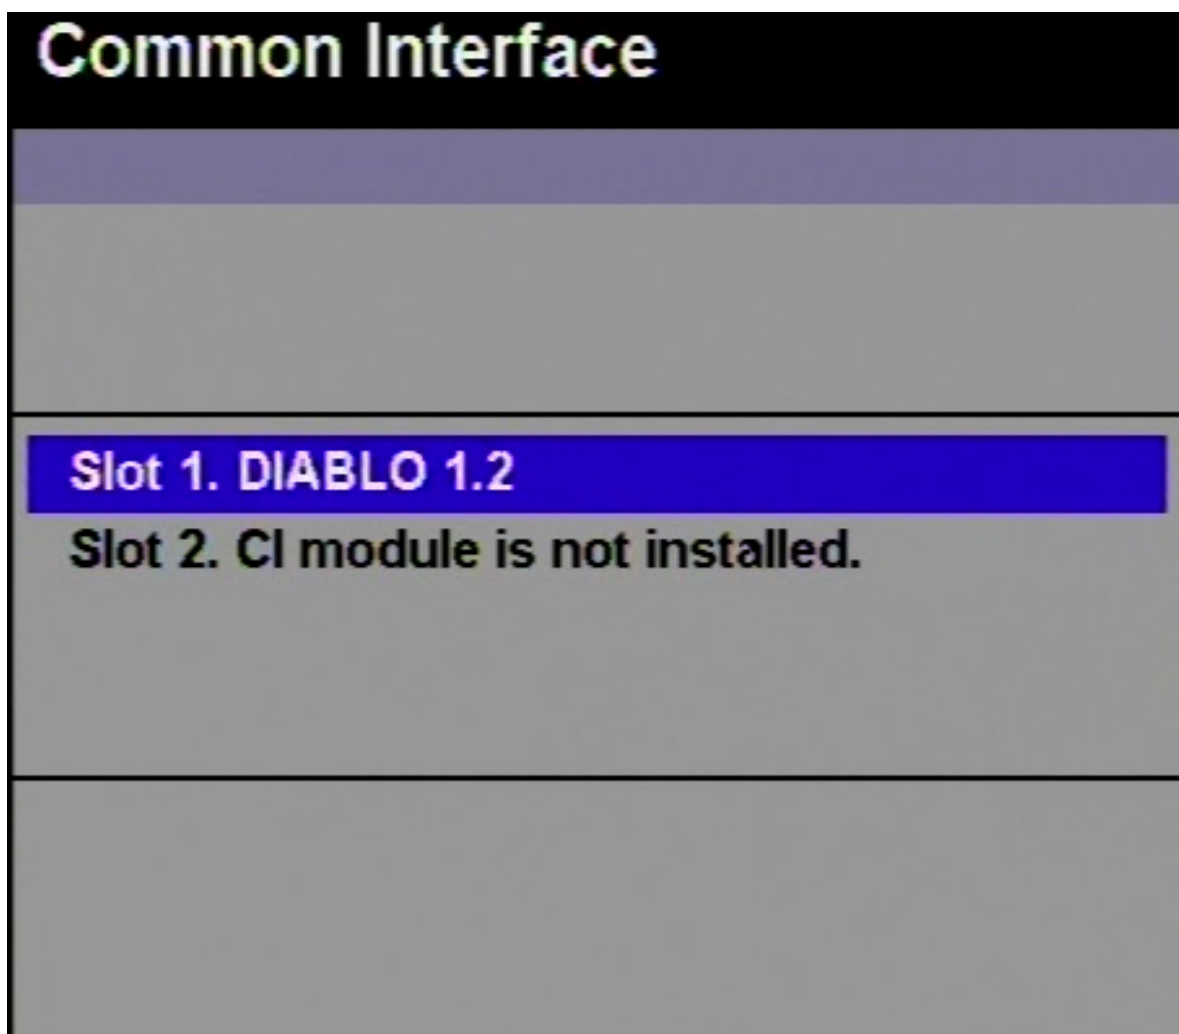 Common Interface
Slot 1. DIABLO 1.2
Slot 2. CI module is not installed.